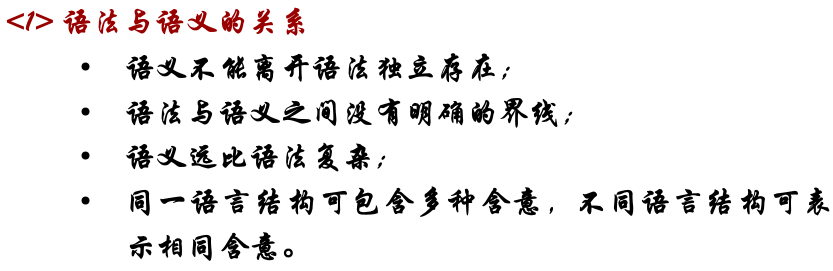 <1> 语法与语义的关系
• 语义不能离开语法独立存在；
• 语法与语义之间没有明确的界线；
• 语义远比语法复杂；
• 同一语言结构可包含多种含意，不同语言结构可表
示相同含意。